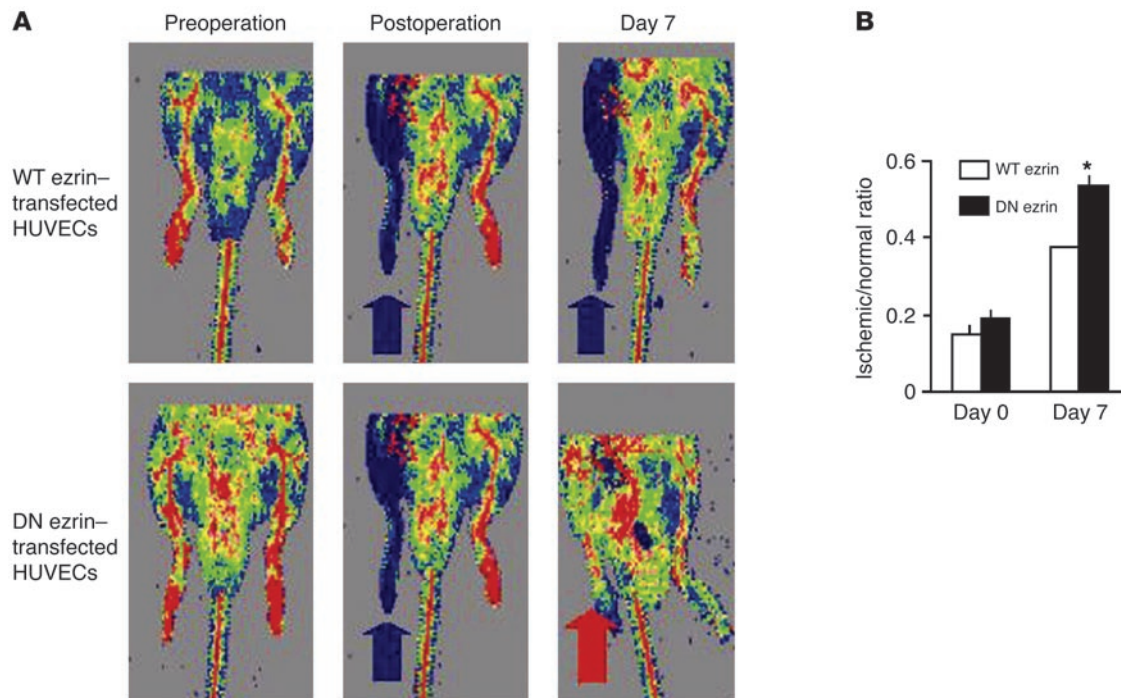 A
Preoperation
Postoperation
Day 7
WT ezrin–
transfected
HUVECs
DN ezrin–
transfected
HUVECs
B
Ischemic/normal ratio
0.6
0.4
0.2
0
WT ezrin
DN ezrin
*
Day 0
Day 7